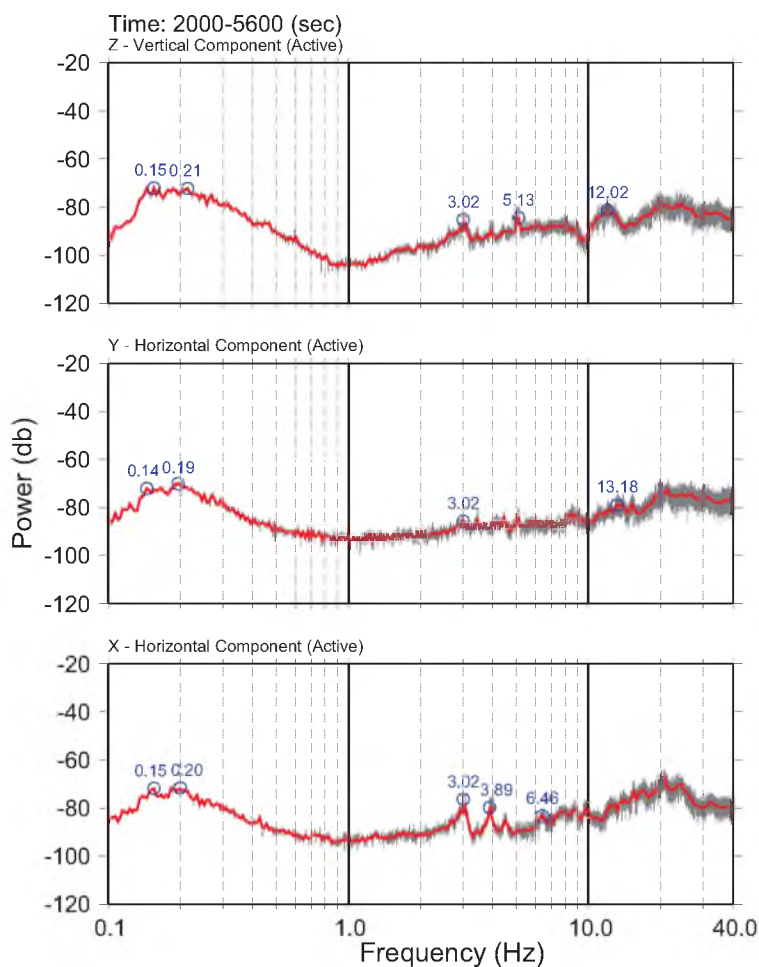 Time: 2000-5600 (sec)
Z - Vertical Component (Active)
-20
-40
-60
0.15 0.21
3.02 5.13 12.02
-80
-100
-120
Y - Horizontal Component (Active)
-20
-40
-60
0.14 0.19
3.02 13.18
-80
-100
-120
Power (db)
X - Horizontal Component (Active)
-20
-40
-60
0.15 0.20
3.02 3.89 6.46
-80
-100
-120
0.1 1.0 10.0 40.0
Frequency (Hz)